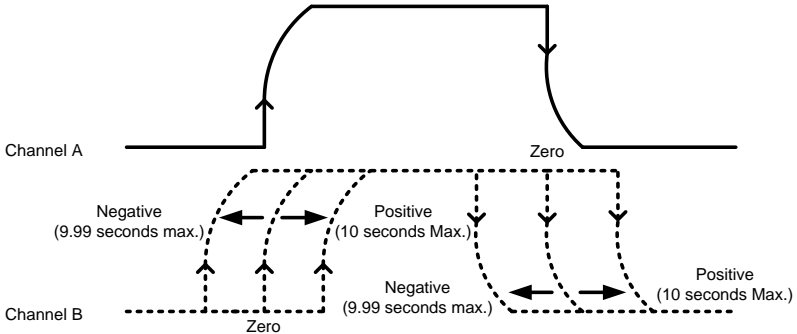 Channel A
Zero
Negative
(9.99 seconds max.)
Positive
(10 seconds Max.)
Negative
(9.99 seconds max.)
Positive
(10 seconds Max.)
Channel B
Zero